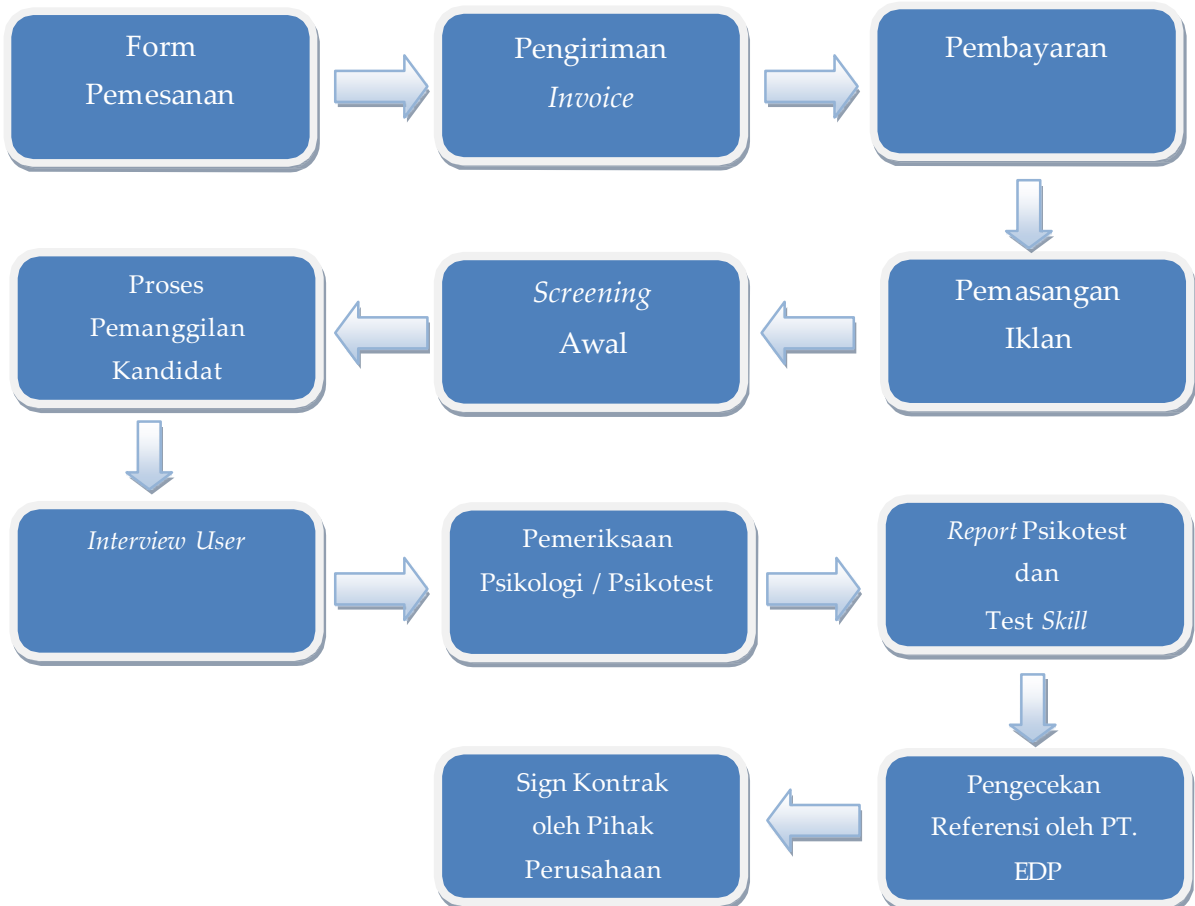 Form
Pemesanan
Pengiriman
Invoice
Pembayaran
Pemasangan
Iklan
Screening
Awal
Proses
Pemanggilan
Kandidat
Interview User
Pemeriksaan
Psikologi / Psikotest
Report Psikotest
dan
Test Skill
Pengecekan
Referensi oleh PT.
EDP
Sign Kontrak
oleh Pihak
Perusahaan